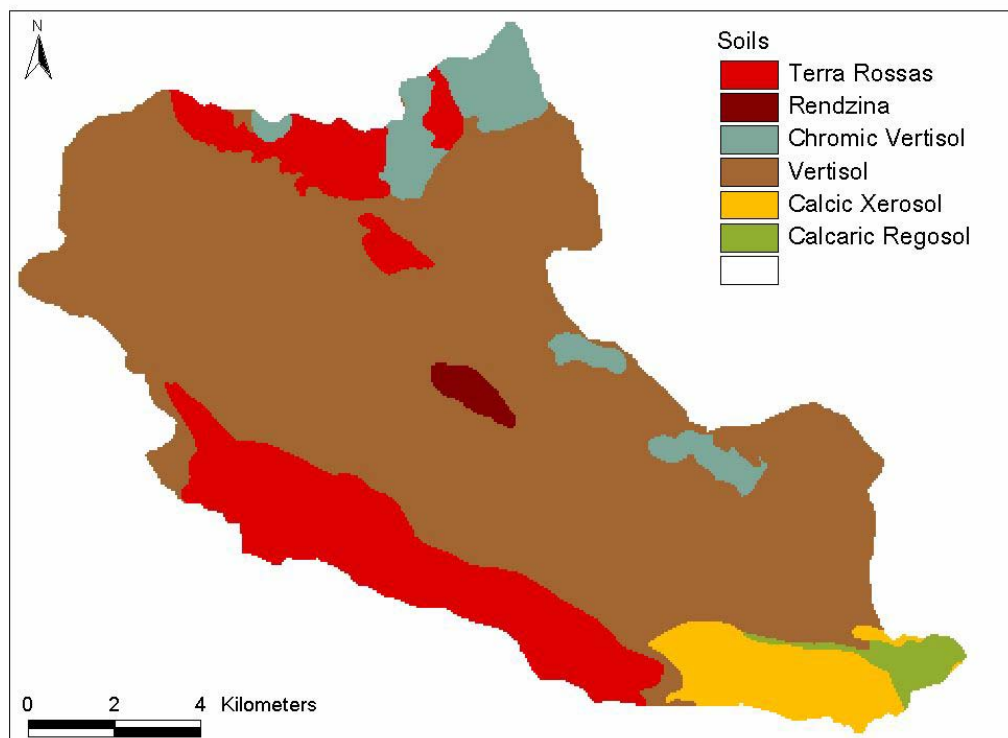 N
Soils
Terra Rossas
Rendzina
Chromic Vertisol
Vertisol
Calcic Xerosol
Calcaric Regosol
0 2 4 Kilometers